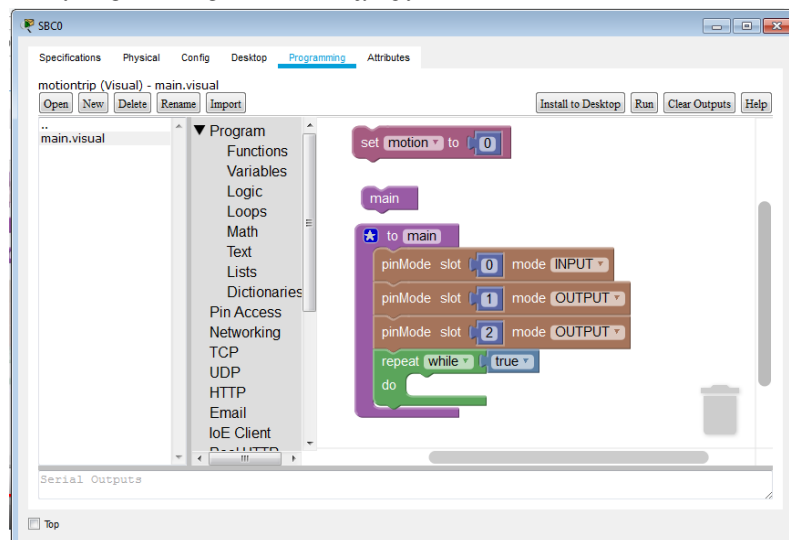 SBC0
Specifications Physical Config Desktop Programming Attributes
motiontrip (Visual) - main.visual
Open New Delete Rename Import Install to Desktop Run Clear Outputs Help
..
main.visual
Program
Functions
Variables
Logic
Loops
Math
Text
Lists
Dictionaries
Pin Access
Networking
TCP
UDP
HTTP
Email
IoE Client
set motion to 0
main
to main
pinMode slot 0 mode INPUT
pinMode slot 1 mode OUTPUT
pinMode slot 2 mode OUTPUT
repeat while true
do
Serial Outputs
Top